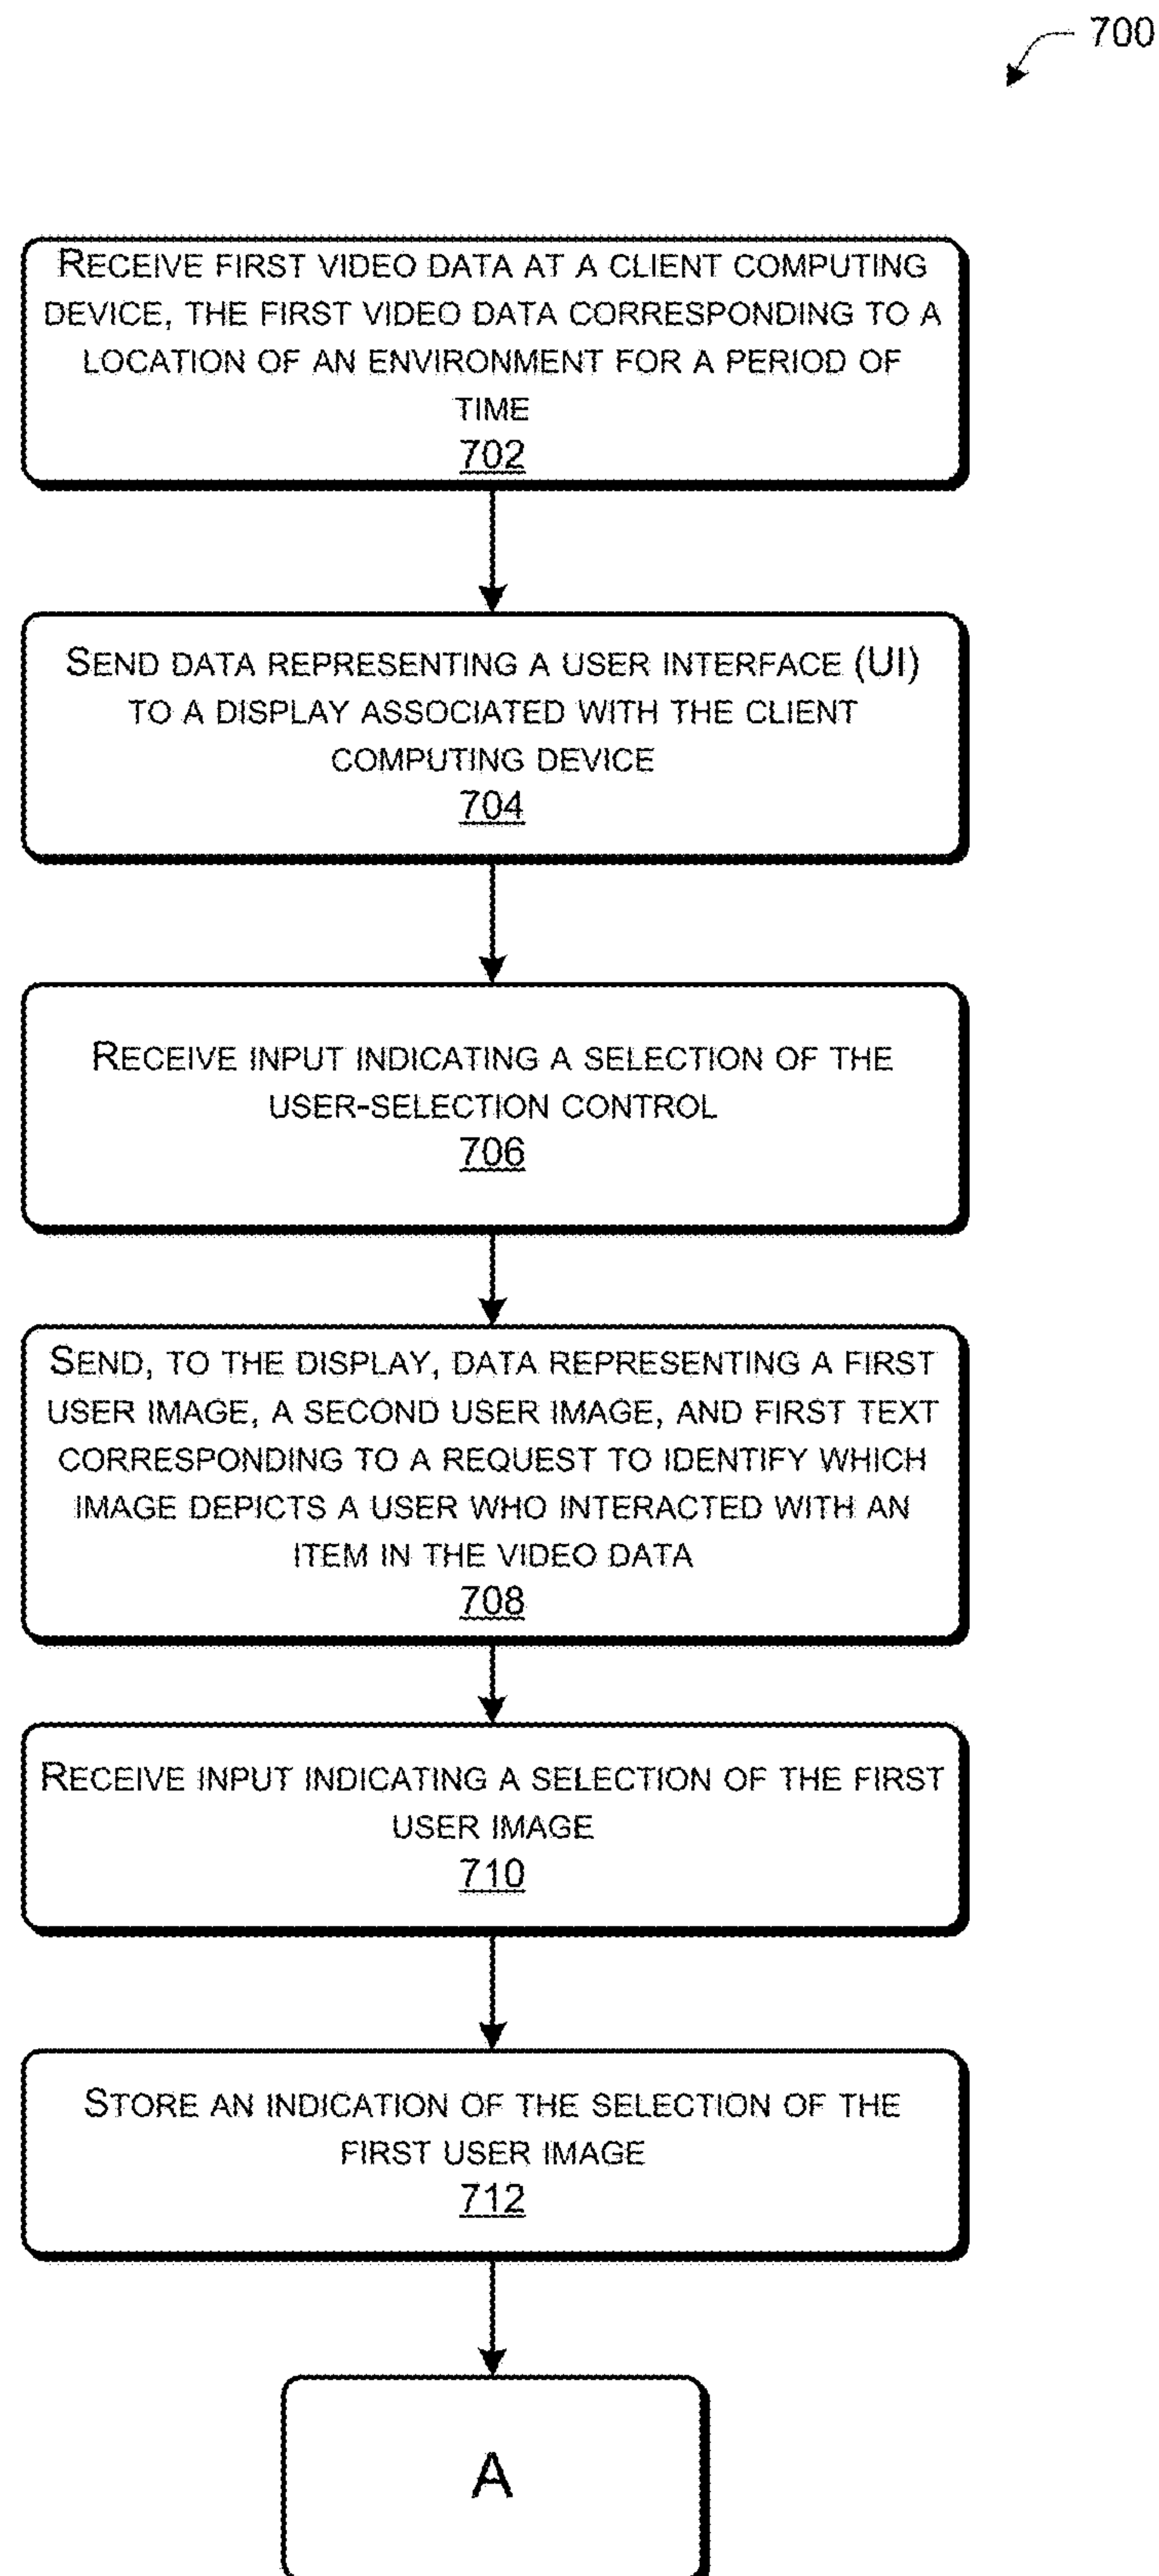 700
RECEIVE FIRST VIDEO DATA AT A CLIENT COMPUTING
DEVICE, THE FIRST VIDEO DATA CORRESPONDING TO A
LOCATION OF AN ENVIRONMENT FOR A PERIOD OF
TIME
702
SEND DATA REPRESENTING A USER INTERFACE (UI)
TO A DISPLAY ASSOCIATED WITH THE CLIENT
COMPUTING DEVICE
704
RECEIVE INPUT INDICATING A SELECTION OF THE
USER-SELECTION CONTROL
706
SEND, TO THE DISPLAY, DATA REPRESENTING A FIRST
USER IMAGE, A SECOND USER IMAGE, AND FIRST TEXT
CORRESPONDING TO A REQUEST TO IDENTIFY WHICH
IMAGE DEPICTS A USER WHO INTERACTED WITH AN
ITEM IN THE VIDEO DATA
708
RECEIVE INPUT INDICATING A SELECTION OF THE FIRST
USER IMAGE
710
STORE AN INDICATION OF THE SELECTION OF THE
FIRST USER IMAGE
712
A